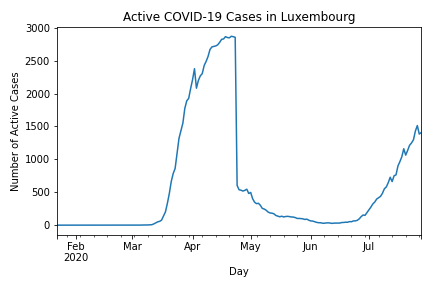 Active COVID-19 Cases in Luxembourg
Number of Active Cases
3000
2500
2000
1500
1000
500
0
Feb Mar Apr May Jun Jul
2020
Day